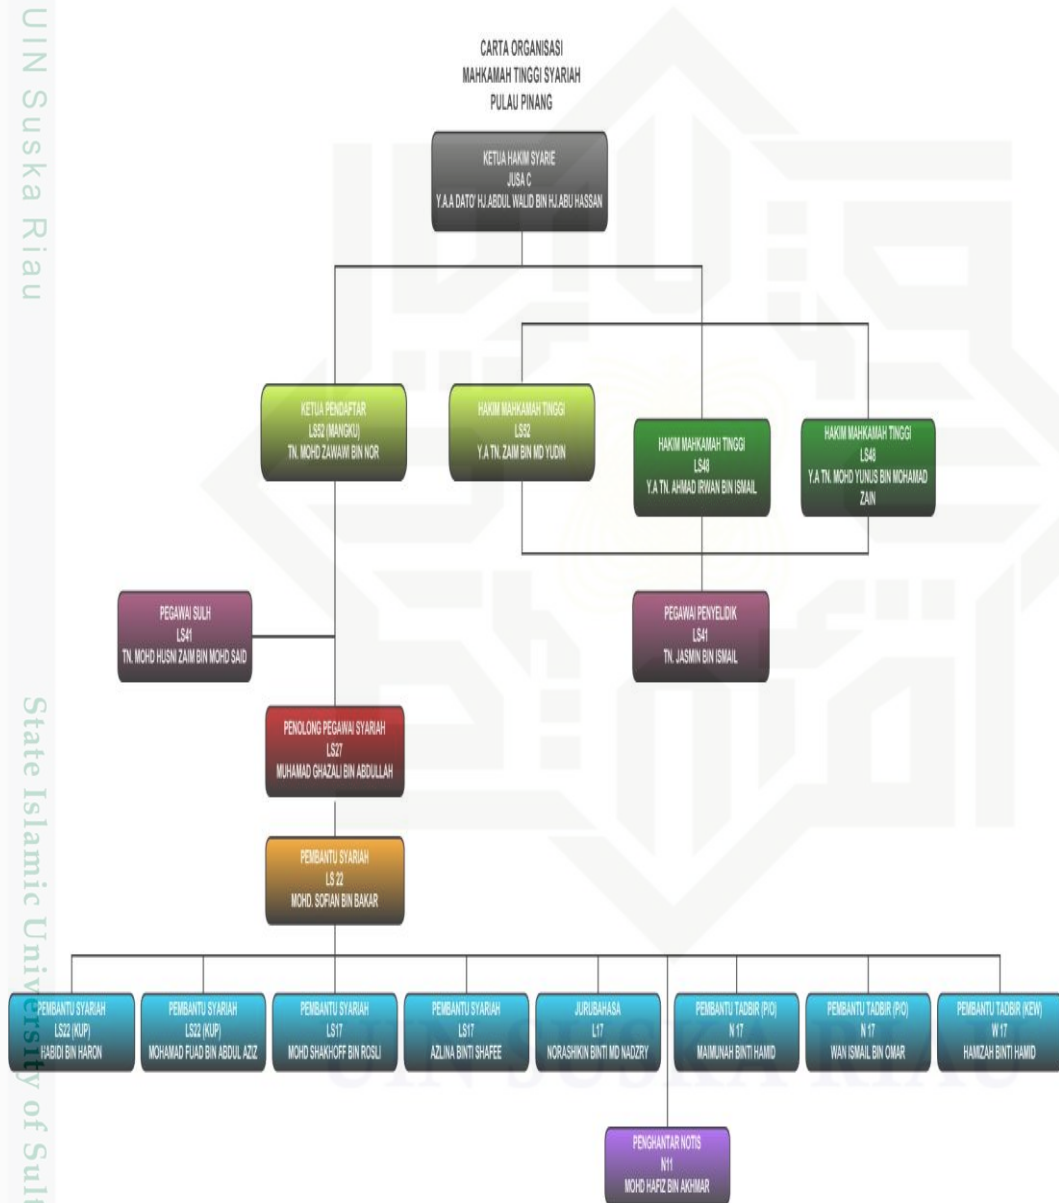 UIN Suska Riau
State Islamic University of Sult
CARTA ORGANISASI
MAHKAMAH TINGGI SYARIAH
PULAU PINANG
KETUA HAKIM SYARIE
JUSA C
Y.A.A DATO' HJ.ABDUL WALID BIN HJ.ABU HASSAN
KETUA PENDAFTAR
LS52 (MANGKU)
TN. MOHD ZAWAWI BIN NOR
HAKIM MAHKAMAH TINGGI
LS52
Y.A TN. ZAIM BIN MD YUDIN
HAKIM MAHKAMAH TINGGI
LS48
Y.A TN. AHMAD IRWAN BIN ISMAIL
HAKIM MAHKAMAH TINGGI
LS48
Y.A TN. MOHD YUNUS BIN MOHAMAD
ZAIN
PEGAWAI SULH
LS41
TN. MOHD HUSNI ZAIM BIN MOHD SAID
PEGAWAI PENYELIDIK
LS41
TN. JASMIN BIN ISMAIL
PENOLONG PEGAWAI SYARIAH
LS27
MUHAMAD GHAZALI BIN ABDULLAH
PEMBANTU SYARIAH
LS 22
MOHD. SOFIAN BIN BAKAR
PEMBANTU SYARIAH
LS22 (KUP)
HABIDI BIN HARON
PEMBANTU SYARIAH
LS22 (KUP)
MOHAMAD FUAD BIN ABDUL AZIZ
PEMBANTU SYARIAH
LS17
MOHD SHAKHOFF BIN ROSLI
PEMBANTU SYARIAH
LS17
AZLINA BINTI SHAFEE
JURUBAHASA
L17
NORASHIKIN BINTI MD NADZRY
PEMBANTU TADBIR (P/O)
N 17
MAIMUNAH BINTI HAMID
PEMBANTU TADBIR (P/O)
N 17
WAN ISMAIL BIN OMAR
PEMBANTU TADBIR (KEW)
W 17
HAMIZAH BINTI HAMID
UIN SUSKA RIAU
PENGHANTAR NOTIS
N11
MOHD HAFIZ BIN AKHMAR